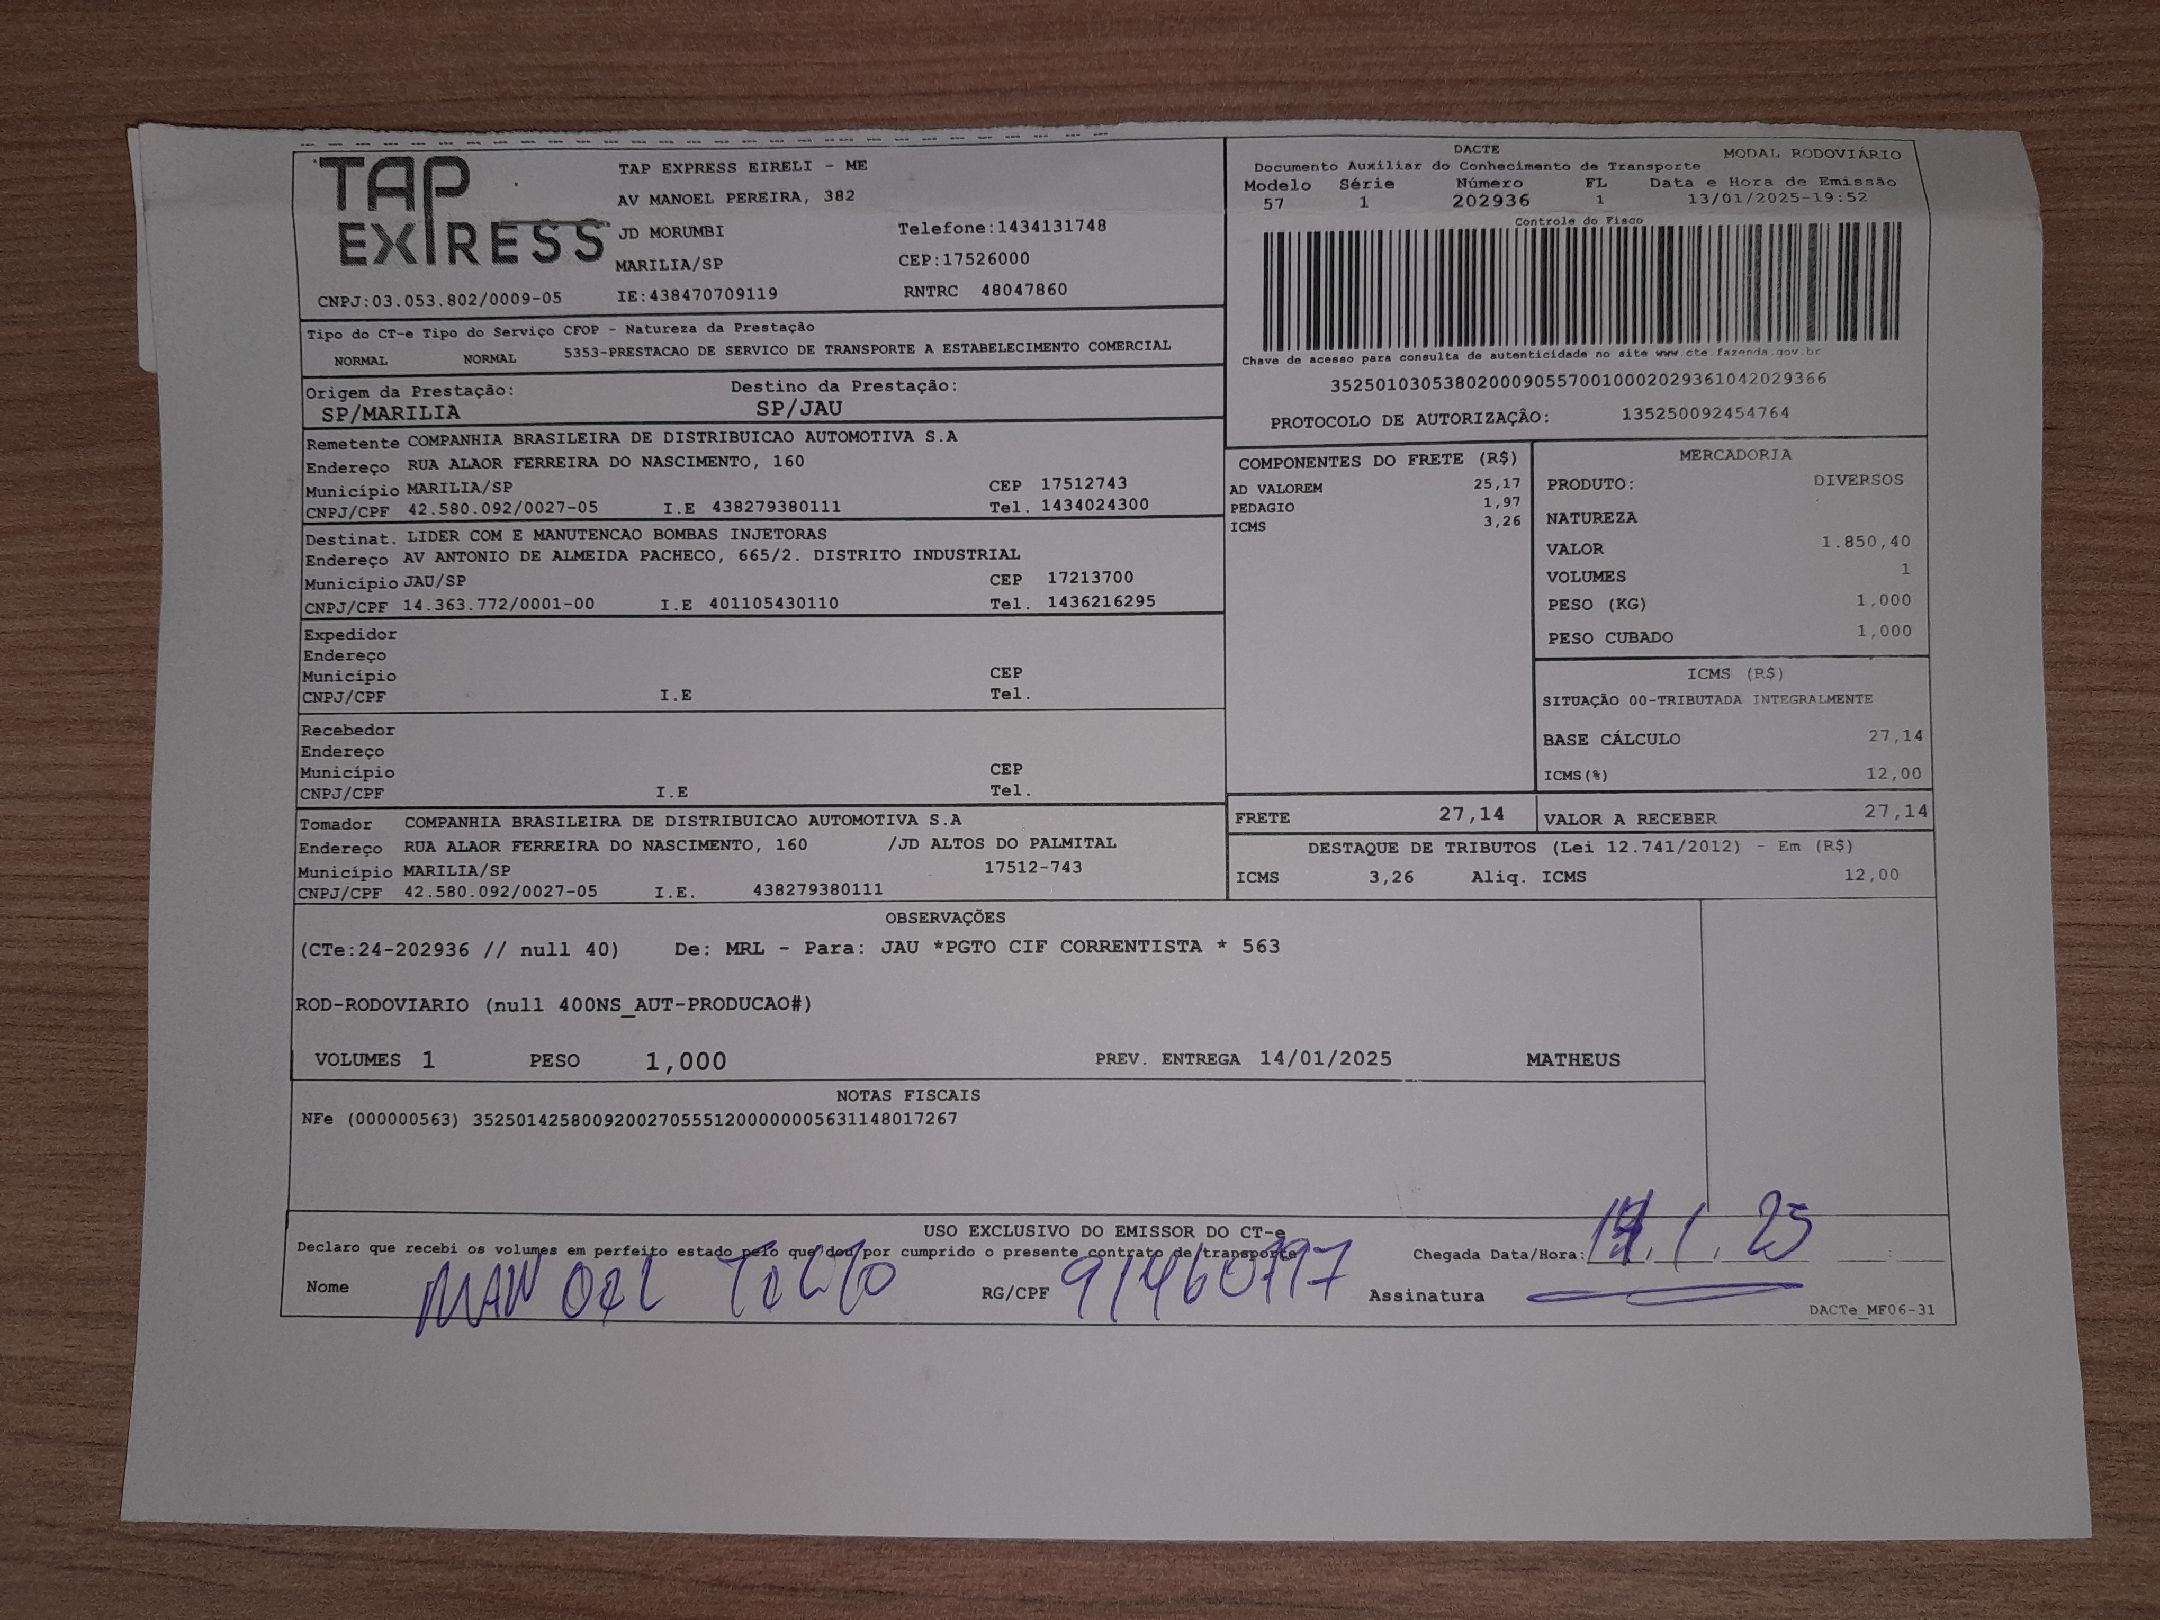 TAP EXPRESS
TAP EXPRESS EIRELI - ME
AV MANOEL PEREIRA, 382
JD MORUMBI Telefone:1434131748
MARILIA/SP CEP:17526000
CNPJ:03.053.802/0009-05 IE:438470709119 RNTRC 48047860
DACTE MODAL RODOVIÁRIO
Documento Auxiliar do Conhecimento de Transporte
Modelo Série Número FL Data e Hora de Emissão
57 1 202936 1 13/01/2025-19:52
Controle do Fisco
Chave de acesso para consulta de autenticidade no site www.cte.fazenda.gov.br
35250103053802000905570010002029361042029366
PROTOCOLO DE AUTORIZAÇÃO: 135250092454764
Tipo do CT-e Tipo do Serviço CFOP - Natureza da Prestação
NORMAL NORMAL 5353-PRESTACAO DE SERVICO DE TRANSPORTE A ESTABELECIMENTO COMERCIAL
Origem da Prestação: Destino da Prestação:
SP/MARILIA SP/JAU
Remetente COMPANHIA BRASILEIRA DE DISTRIBUICAO AUTOMOTIVA S.A
Endereço RUA ALAOR FERREIRA DO NASCIMENTO, 160
Município MARILIA/SP CEP 17512743
CNPJ/CPF 42.580.092/0027-05 I.E 438279380111 Tel. 1434024300
Destinat. LIDER COM E MANUTENCAO BOMBAS INJETORAS
Endereço AV ANTONIO DE ALMEIDA PACHECO, 665/2. DISTRITO INDUSTRIAL
Município JAU/SP CEP 17213700
CNPJ/CPF 14.363.772/0001-00 I.E 401105430110 Tel. 1436216295
Expedidor
Endereço
Município CEP
CNPJ/CPF I.E Tel.
Recebedor
Endereço
Município CEP
CNPJ/CPF I.E Tel.
Tomador COMPANHIA BRASILEIRA DE DISTRIBUICAO AUTOMOTIVA S.A
Endereço RUA ALAOR FERREIRA DO NASCIMENTO, 160 /JD ALTOS DO PALMITAL
Município MARILIA/SP 17512-743
CNPJ/CPF 42.580.092/0027-05 I.E. 438279380111
COMPONENTES DO FRETE (R$)
AD VALOREM 25,17
PEDAGIO 1,97
ICMS 3,26
MERCADORIA
PRODUTO: DIVERSOS
NATUREZA
VALOR 1.850,40
VOLUMES 1
PESO (KG) 1,000
PESO CUBADO 1,000
ICMS (R$)
SITUAÇÃO 00-TRIBUTADA INTEGRALMENTE
BASE CÁLCULO 27,14
ICMS(%) 12,00
FRETE 27,14 VALOR A RECEBER 27,14
DESTAQUE DE TRIBUTOS (Lei 12.741/2012) - Em (R$)
ICMS 3,26 Aliq. ICMS 12,00
OBSERVAÇÕES
(CTe:24-202936 // null 40) De: MRL - Para: JAU *PGTO CIF CORRENTISTA * 563
ROD-RODOVIARIO (null 400NS_AUT-PRODUCAO#)
VOLUMES 1 PESO 1,000 PREV. ENTREGA 14/01/2025 MATHEUS
NOTAS FISCAIS
NFe (000000563) 35250142580092002705551200000005631148017267
USO EXCLUSIVO DO EMISSOR DO CT-e
Declaro que recebi os volumes em perfeito estado pelo que dou por cumprido o presente contrato de transporte
Chegada Data/Hora: 14 1 25 :
Nome MANOEL RG/CPF Assinatura
DACTe_MF06-31